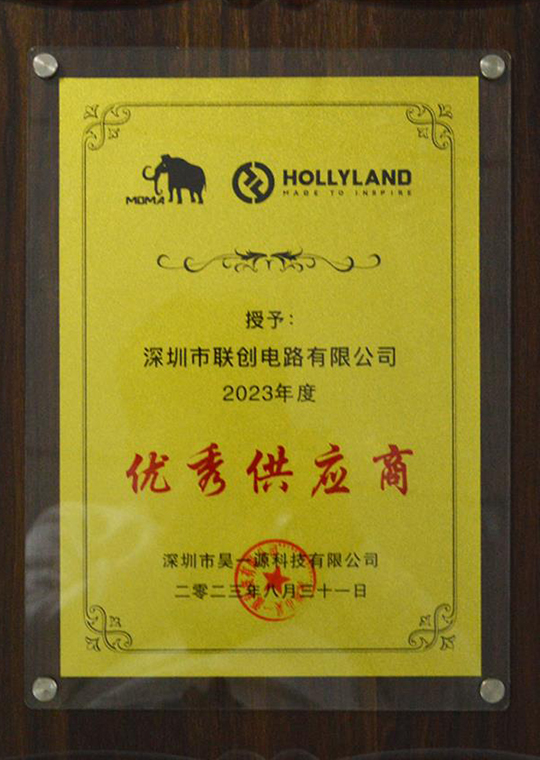 MOMA
HOLLYLAND
MADE TO INSPIRE
授予：
深圳市联创电路有限公司
2023年度
优秀供应商
深圳市昊一源科技有限公司
二零二三年八月三十一日